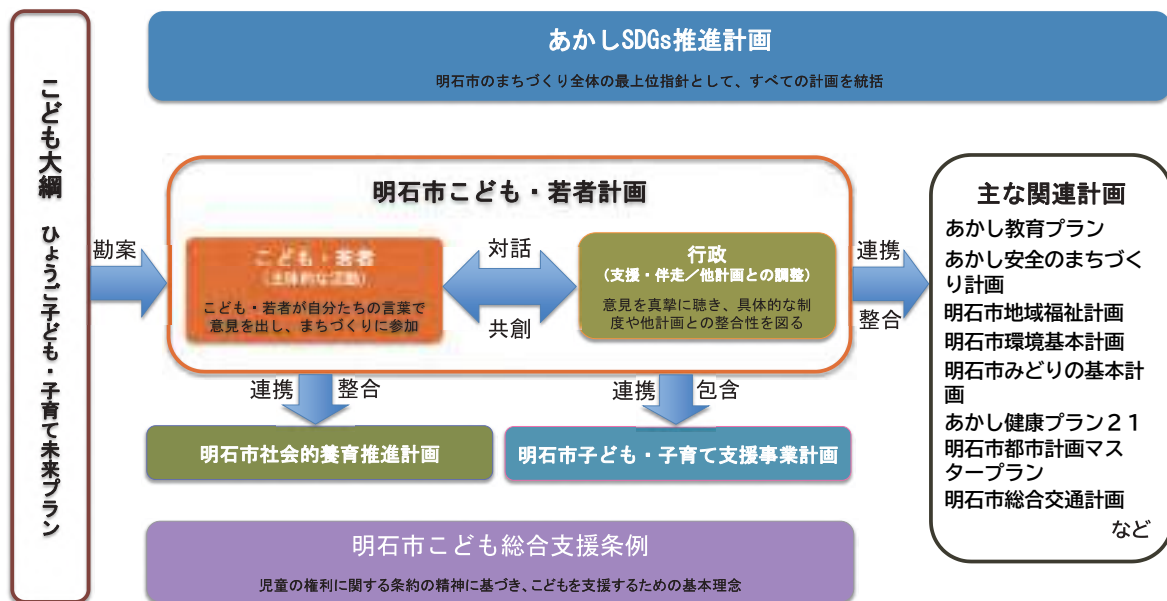 あかしSDGs推進計画
明石市のまちづくり全体の最上位指針として、すべての計画を統括
こども大綱　ひょうご子ども・子育て未来プラン
勘案
明石市こども・若者計画
こども・若者
(主体的な活動)
こども・若者が自分たちの言葉で
意見を出し、まちづくりに参加
対話
共創
行政
(支援・伴走／他計画との調整)
意見を真摯に聴き、具体的な制
度や他計画との整合性を図る
連携
整合
連携　整合
連携　包含
明石市社会的養育推進計画
明石市子ども・子育て支援事業計画
主な関連計画
あかし教育プラン
あかし安全のまちづく
り計画
明石市地域福祉計画
明石市環境基本計画
明石市みどりの基本計
画
あかし健康プラン２１
明石市都市計画マス
タープラン
明石市総合交通計画
など
明石市こども総合支援条例
児童の権利に関する条約の精神に基づき、こどもを支援するための基本理念